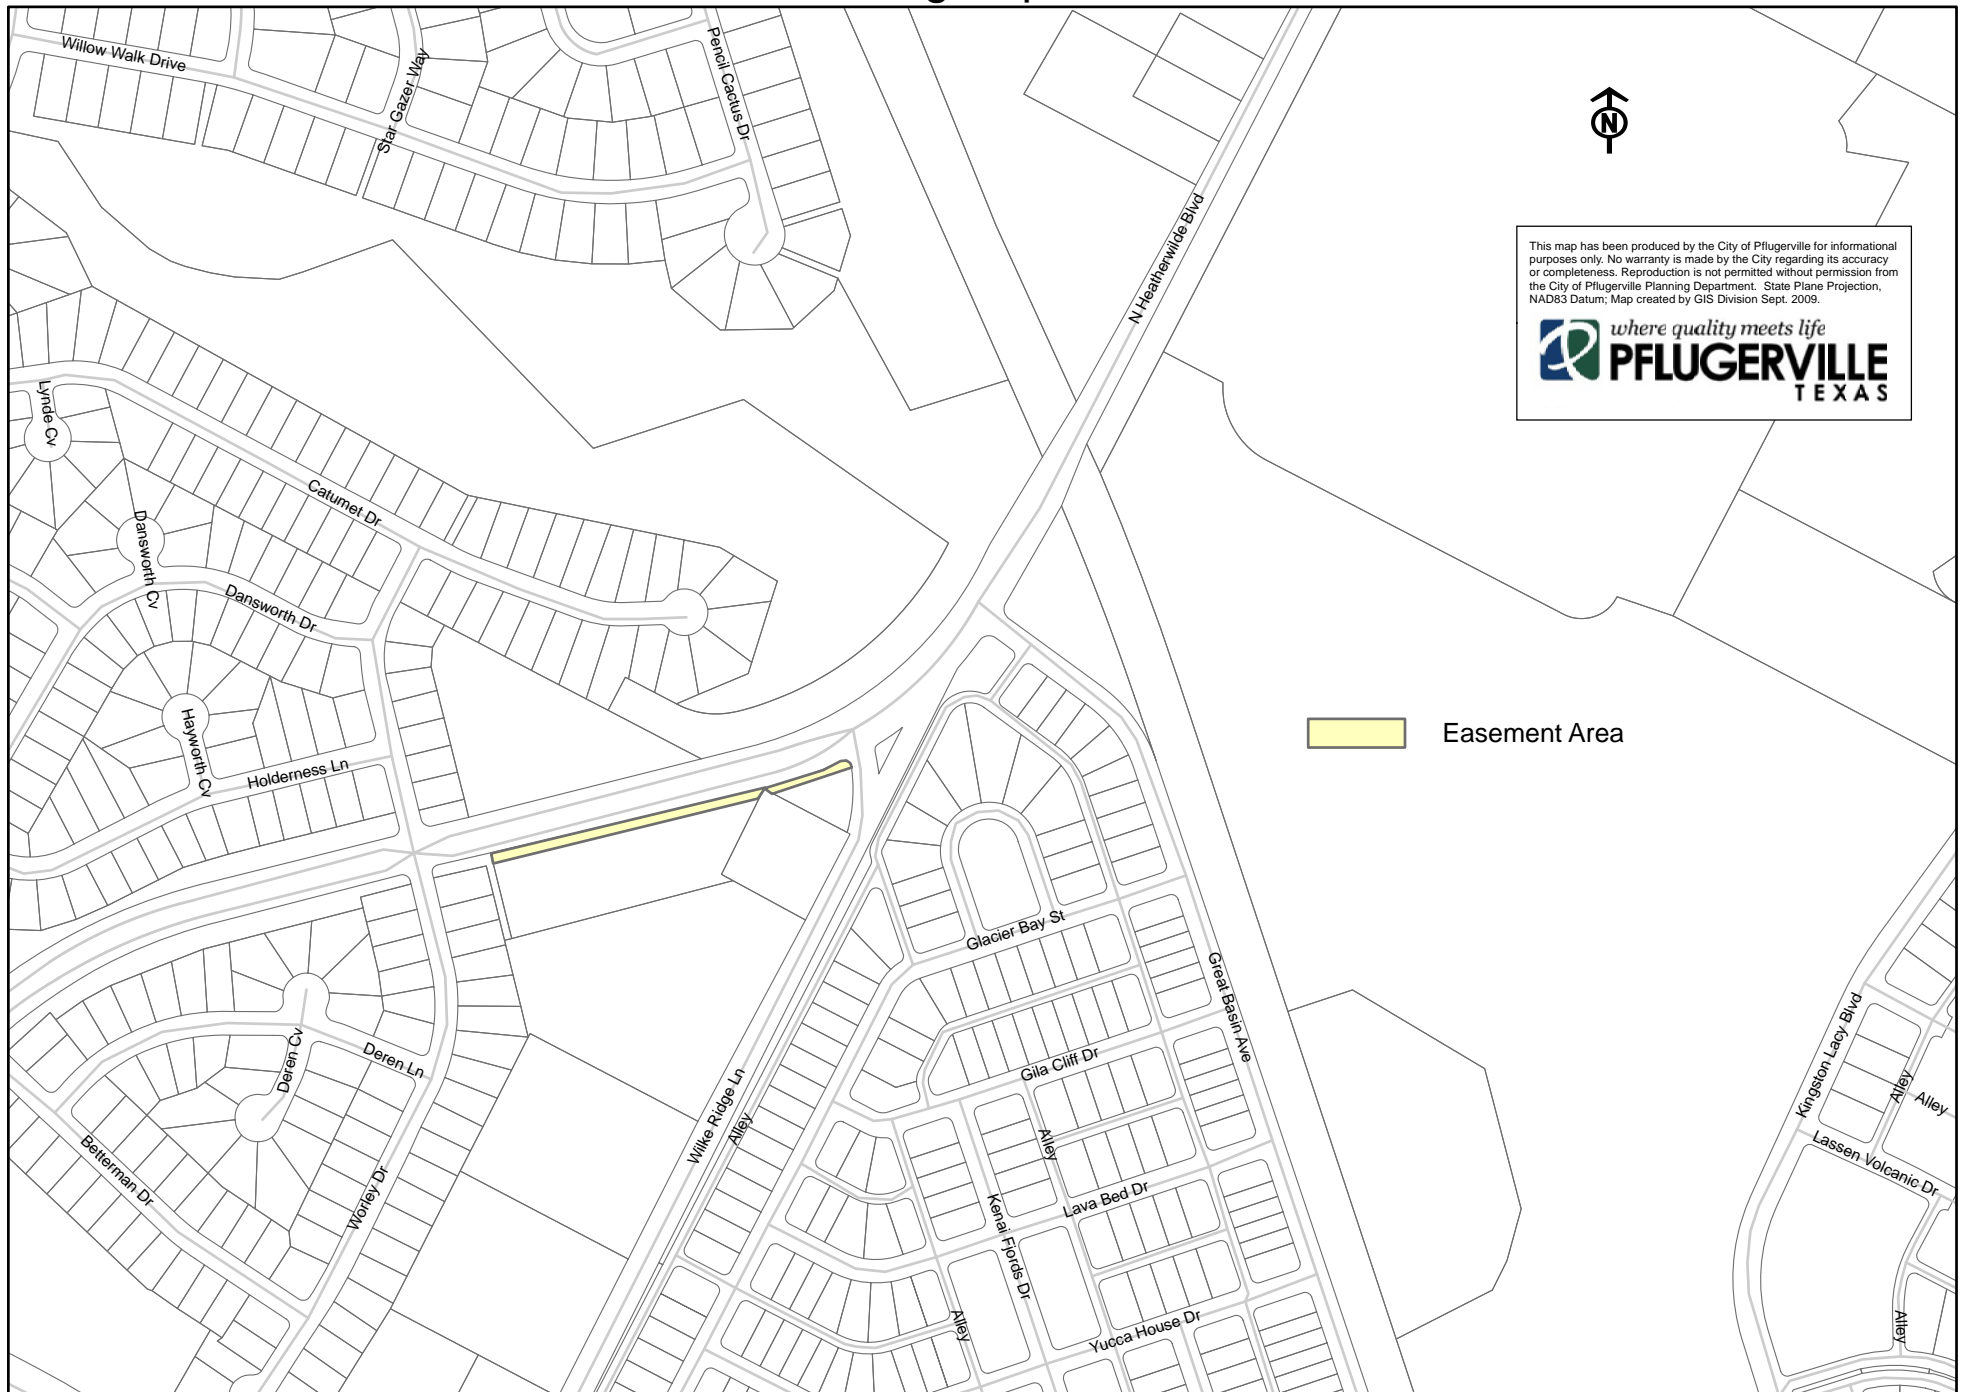 Willow Walk Drive
Star Gazer Way
Pencil Cactus Dr
N Heatherwilde Blvd
N
This map has been produced by the City of Pflugerville for informational
purposes only. No warranty is made by the City regarding its accuracy
or completeness. Reproduction is not permitted without permission from
the City of Pflugerville Planning Department. State Plane Projection,
NAD83 Datum; Map created by GIS Division Sept. 2009.
where quality meets life
PFLUGERVILLE
TEXAS
Lynde Cv
Catumet Dr
Dansworth Cv
Dansworth Dr
Hayworth Cv
Holderness Ln
Easement Area
Glacier Bay St
Great Basin Ave
Gila Cliff Dr
Deren Cv
Deren Ln
Wilke Ridge Ln
Alley
Alley
Kingston Lacy Blvd
Alley
Alley
Lassen Volcanic Dr
Betterman Dr
Worley Dr
Kenai Fjords Dr
Lava Bed Dr
Alley
Yucca House Dr
Alley